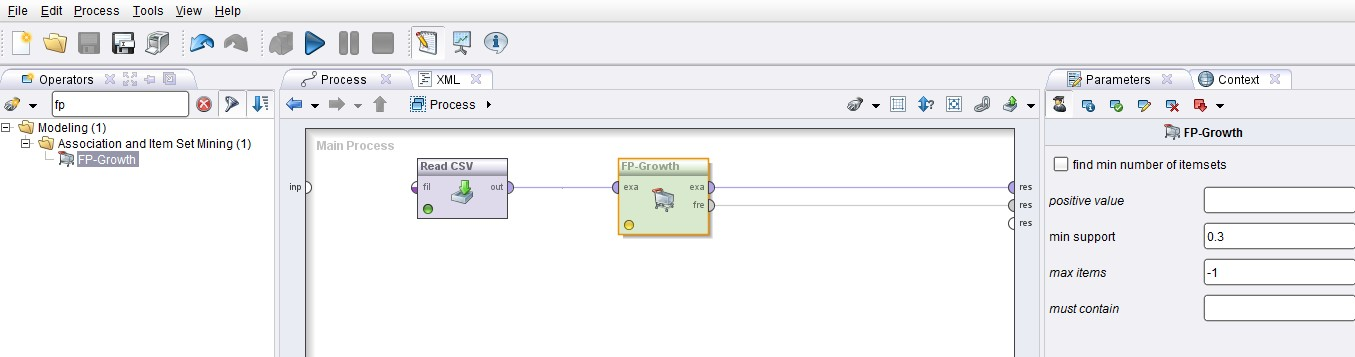 File Edit Process Tools View Help
Operators
fp
Modeling (1)
Association and Item Set Mining (1)
FP-Growth
Process XML
Process
Main Process
inp
Read CSV
fil out
FP-Growth
exa exa
fre
res
res
res
Parameters Context
FP-Growth
find min number of itemsets
positive value
min support 0.3
max items -1
must contain